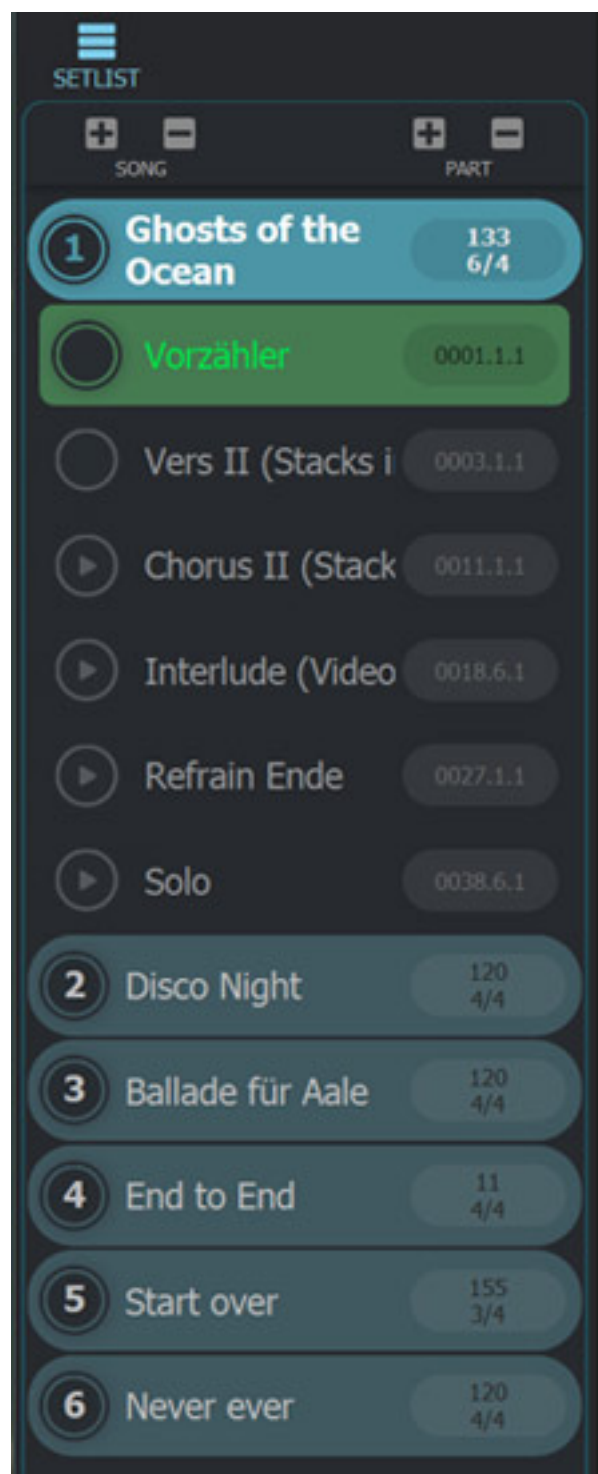 SETLIST
SONG PART
1 Ghosts of the Ocean 133 6/4
Vorzähler 0001.1.1
Vers II (Stacks i 0003.1.1
Chorus II (Stack 0011.1.1
Interlude (Video 0018.6.1
Refrain Ende 0027.1.1
Solo 0038.6.1
2 Disco Night 120 4/4
3 Ballade für Aale 120 4/4
4 End to End 11 4/4
5 Start over 155 3/4
6 Never ever 120 4/4